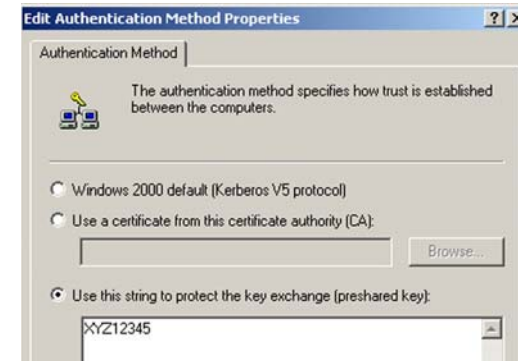 Edit Authentication Method Properties
Authentication Method
The authentication method specifies how trust is established
between the computers.
Windows 2000 default (Kerberos V5 protocol)
Use a certificate from this certificate authority (CA):
Browse...
Use this string to protect the key exchange (preshared key):
XYZ12345